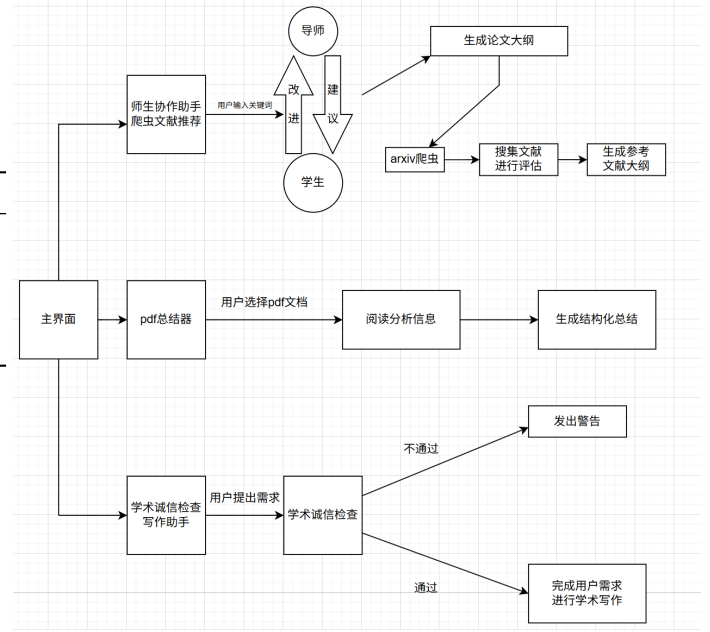 导师
生成论文大纲
师生协作助手
爬虫文献推荐
用户输入关键词
改
进
建
议
arxiv爬虫
搜集文献
进行评估
生成参考
文献大纲
学生
主界面
pdf总结器
用户选择pdf文档
阅读分析信息
生成结构化总结
发出警告
不通过
学术诚信检查
写作助手
用户提出需求
学术诚信检查
通过
完成用户需求
进行学术写作